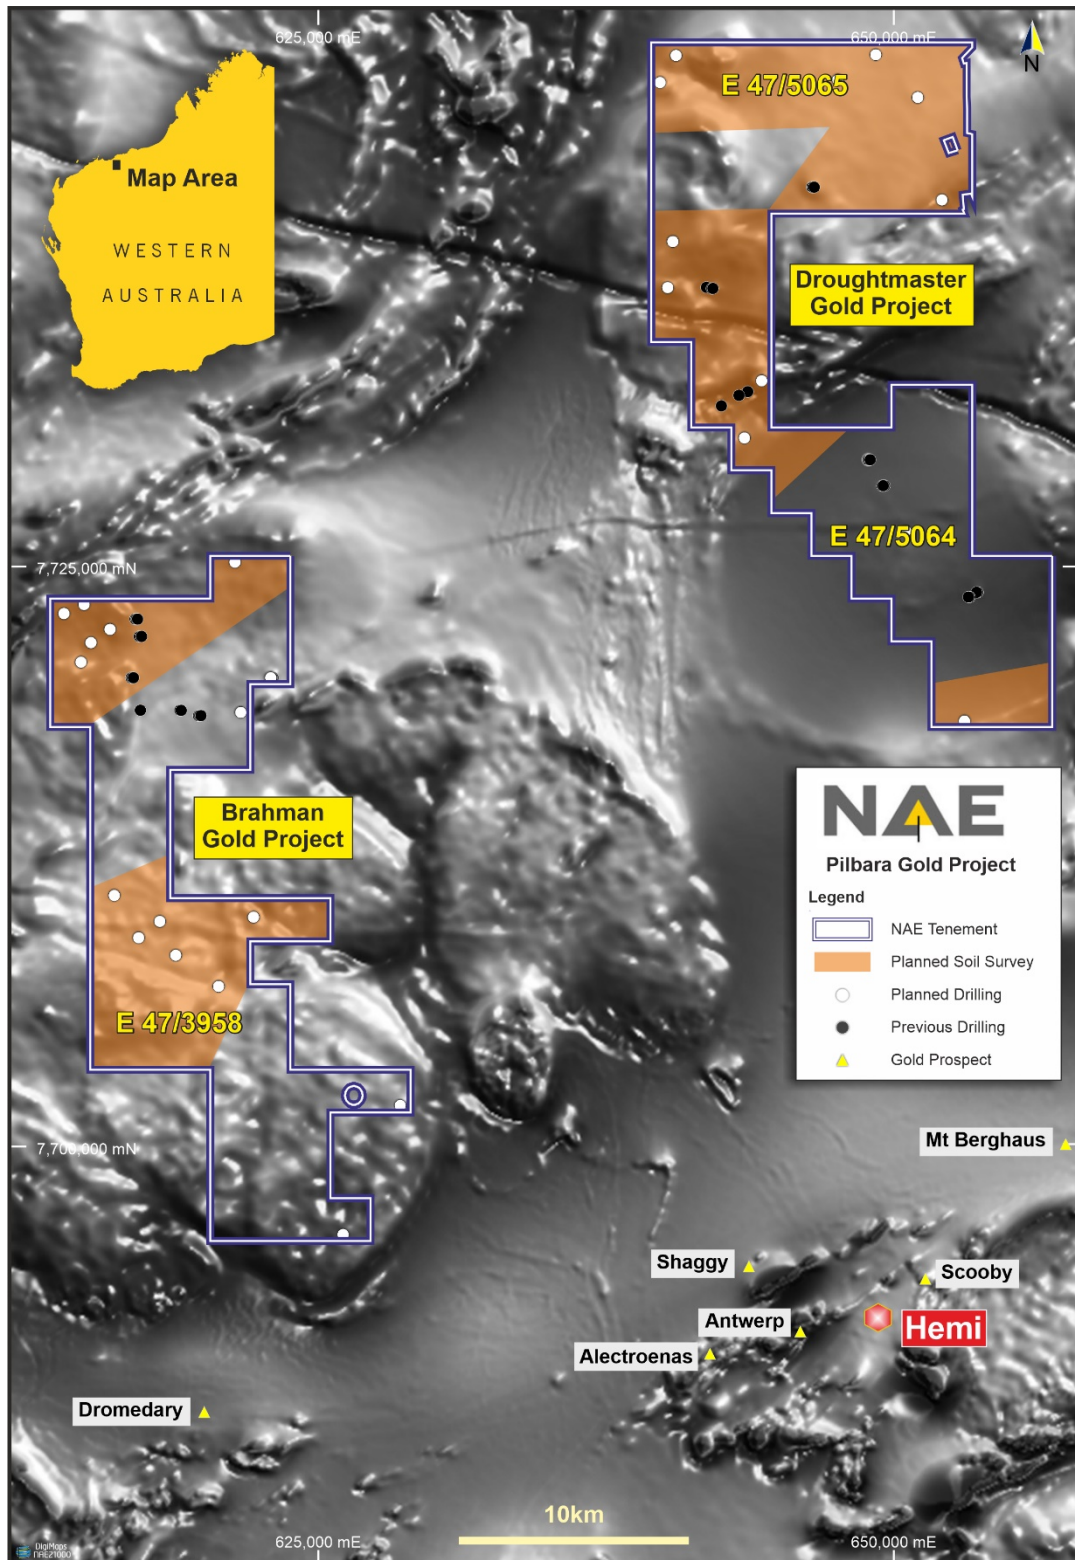 625,000 mE
650,000 mE
N
E 47/5065
Map Area
WESTERN
AUSTRALIA
Droughtmaster
Gold Project
E 47/5064
7,725,000 mN
Brahman
Gold Project
NAE
Pilbara Gold Project
Legend
NAE Tenement
Planned Soil Survey
Planned Drilling
Previous Drilling
Gold Prospect
E 47/3958
7,700,000 mN
Mt Berghaus
Shaggy
Scooby
Antwerp
Hemi
Alectroenas
Dromedary
10km
625,000 mE
650,000 mE
DigiMaps
NAE21000